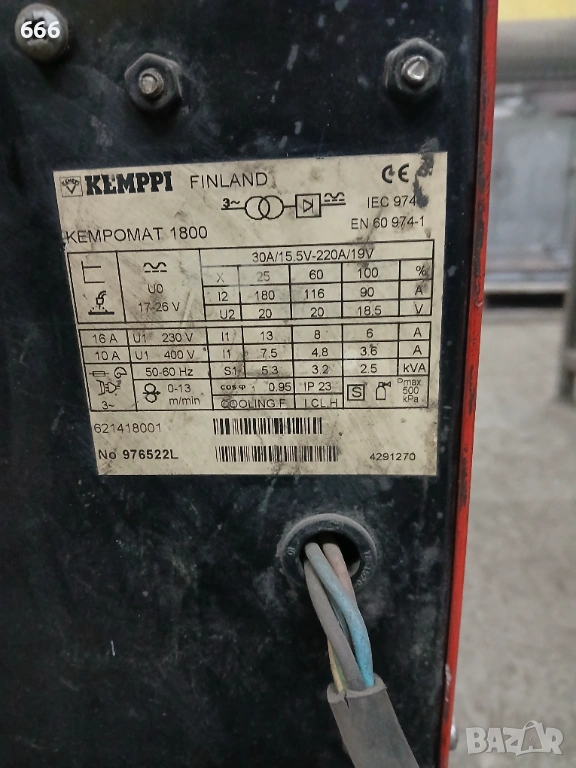 666
KEMPPI FINLAND CE
3~
IEC 974
KEMPOMAT 1800 EN 60 974-1
30A/15.5V-220A/19V
X 25 60 100 %
U0 I2 180 116 90 A
17-26 V U2 20 20 18.5 V
16 A U1 230 V I1 13 8 6 A
10 A U1 400 V I1 7.5 4.8 3.6 A
50-60 Hz S1 5.3 3.2 2.5 kVA
3~ 0-13 m/min cos φ 1 0.95 IP 23 S Pmax 500 kPa
COOLING F I.CL.H
621418001
No 976522L 4291270
BAZAR